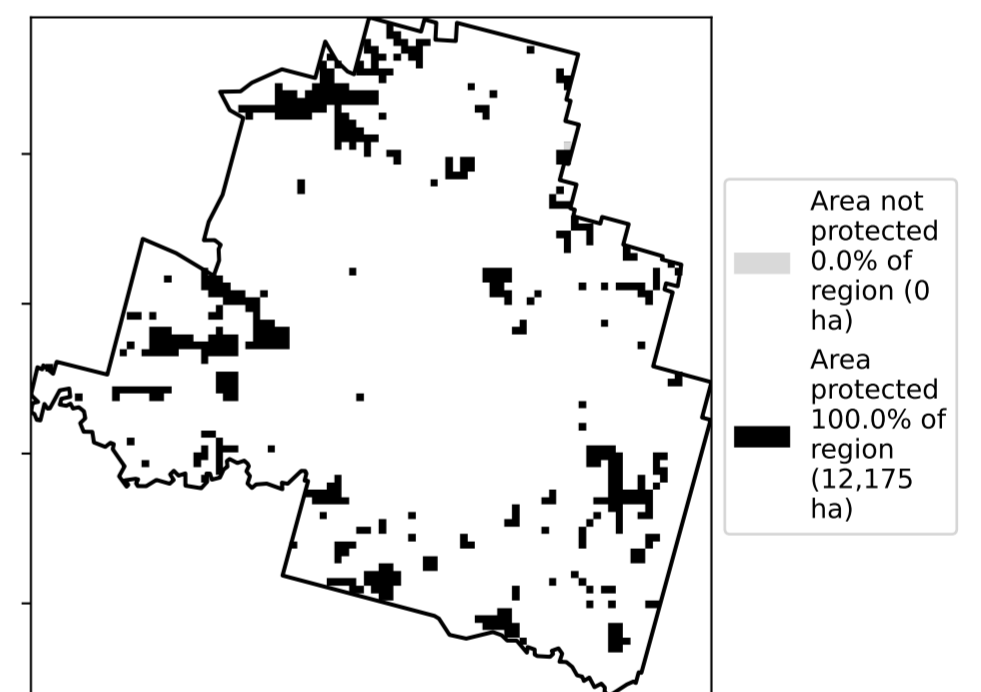 Area not
protected
0.0% of
region (0
ha)
Area
protected
100.0% of
region
(12,175
ha)